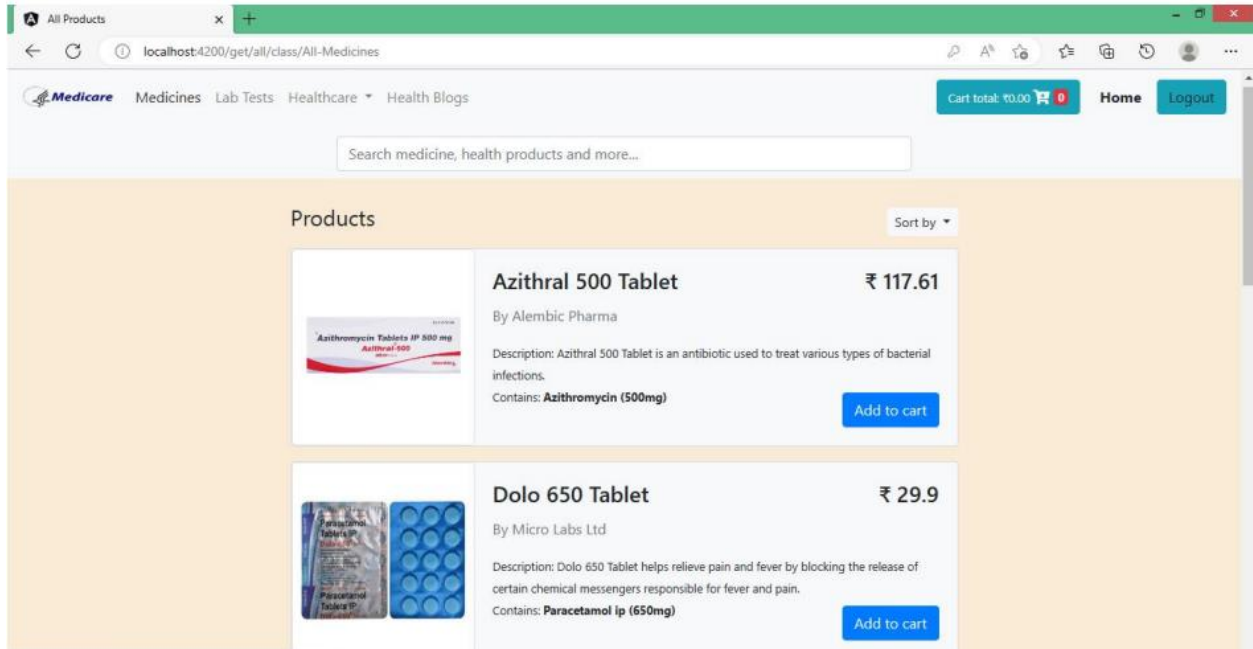 All Products
localhost:4200/get/all/class/All-Medicines
Medicare Medicines Lab Tests Healthcare Health Blogs Cart total: ₹0.00 0 Home Logout
Search medicine, health products and more...
Products Sort by
Azithral 500 Tablet ₹ 117.61
By Alembic Pharma
Azithromycin Tablets IP 500 mg
Azithral-500
Description: Azithral 500 Tablet is an antibiotic used to treat various types of bacterial
infections.
Contains: Azithromycin (500mg)
Add to cart
Dolo 650 Tablet ₹ 29.9
By Micro Labs Ltd
Paracetamol
Tablets IP
Description: Dolo 650 Tablet helps relieve pain and fever by blocking the release of
certain chemical messengers responsible for fever and pain.
Contains: Paracetamol ip (650mg)
Paracetamol
Tablets IP
Add to cart